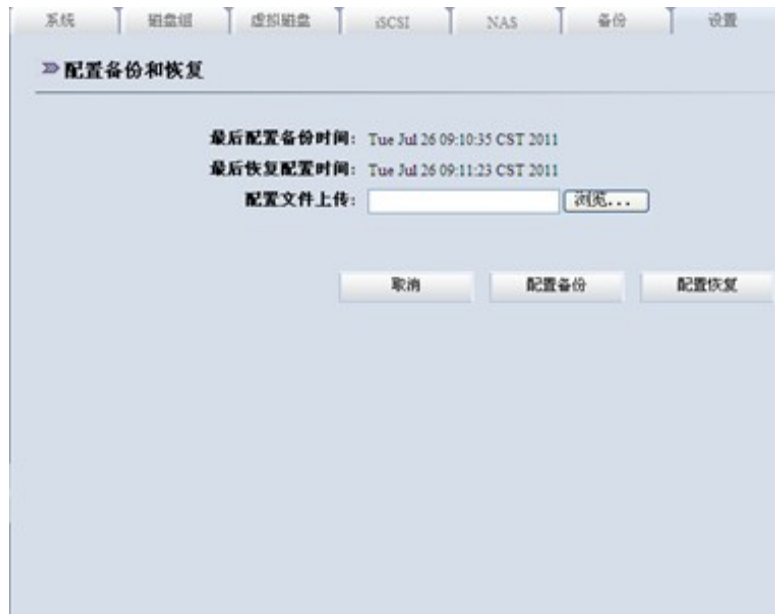 系统 磁盘组 虚拟磁盘 iSCSI NAS 备份 设置
配置备份和恢复
最后配置备份时间： Tue Jul 26 09:10:35 CST 2011
最后恢复配置时间： Tue Jul 26 09:11:23 CST 2011
配置文件上传： 浏览...
取消 配置备份 配置恢复